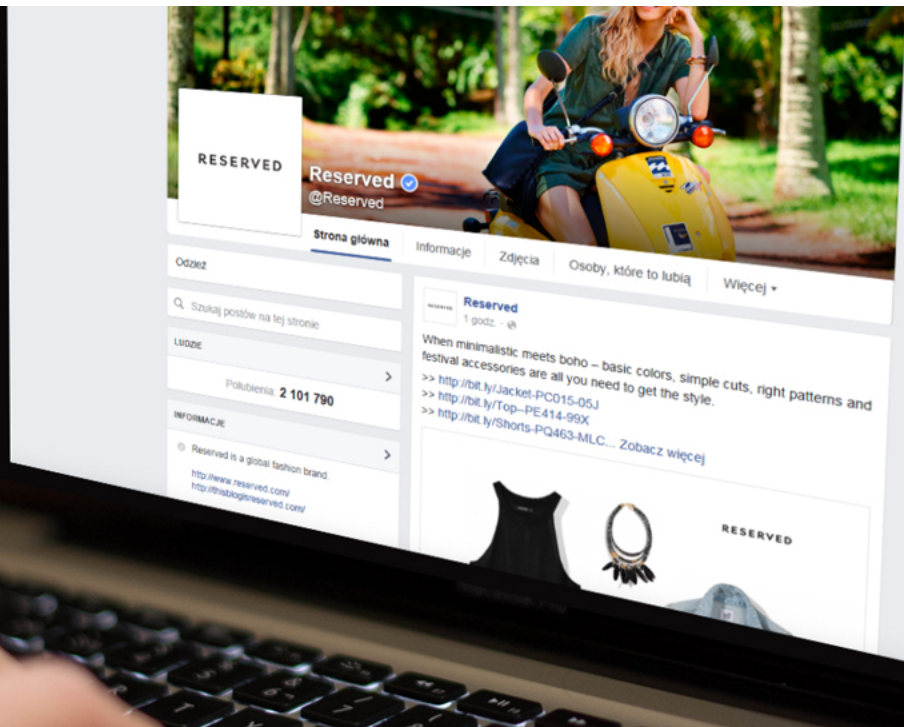 RESERVED
Reserved
@Reserved
Strona główna
Informacje
Zdjęcia
Osoby, które to lubią
Więcej
Odzież
Szukaj postów na tej stronie
LUDZIE
Polubienia: 2 101 790
INFORMACJE
Reserved is a global fashion brand.
http://www.reserved.com/
http://thisblogisreserved.com/
RESERVED
Reserved
1 godz.
When minimalistic meets boho – basic colors, simple cuts, right patterns and
festival accessories are all you need to get the style.
>> http://bit.ly/Jacket-PC015-05J
>> http://bit.ly/Top--PE414-99X
>> http://bit.ly/Shorts-PQ463-MLC... Zobacz więcej
RESERVED